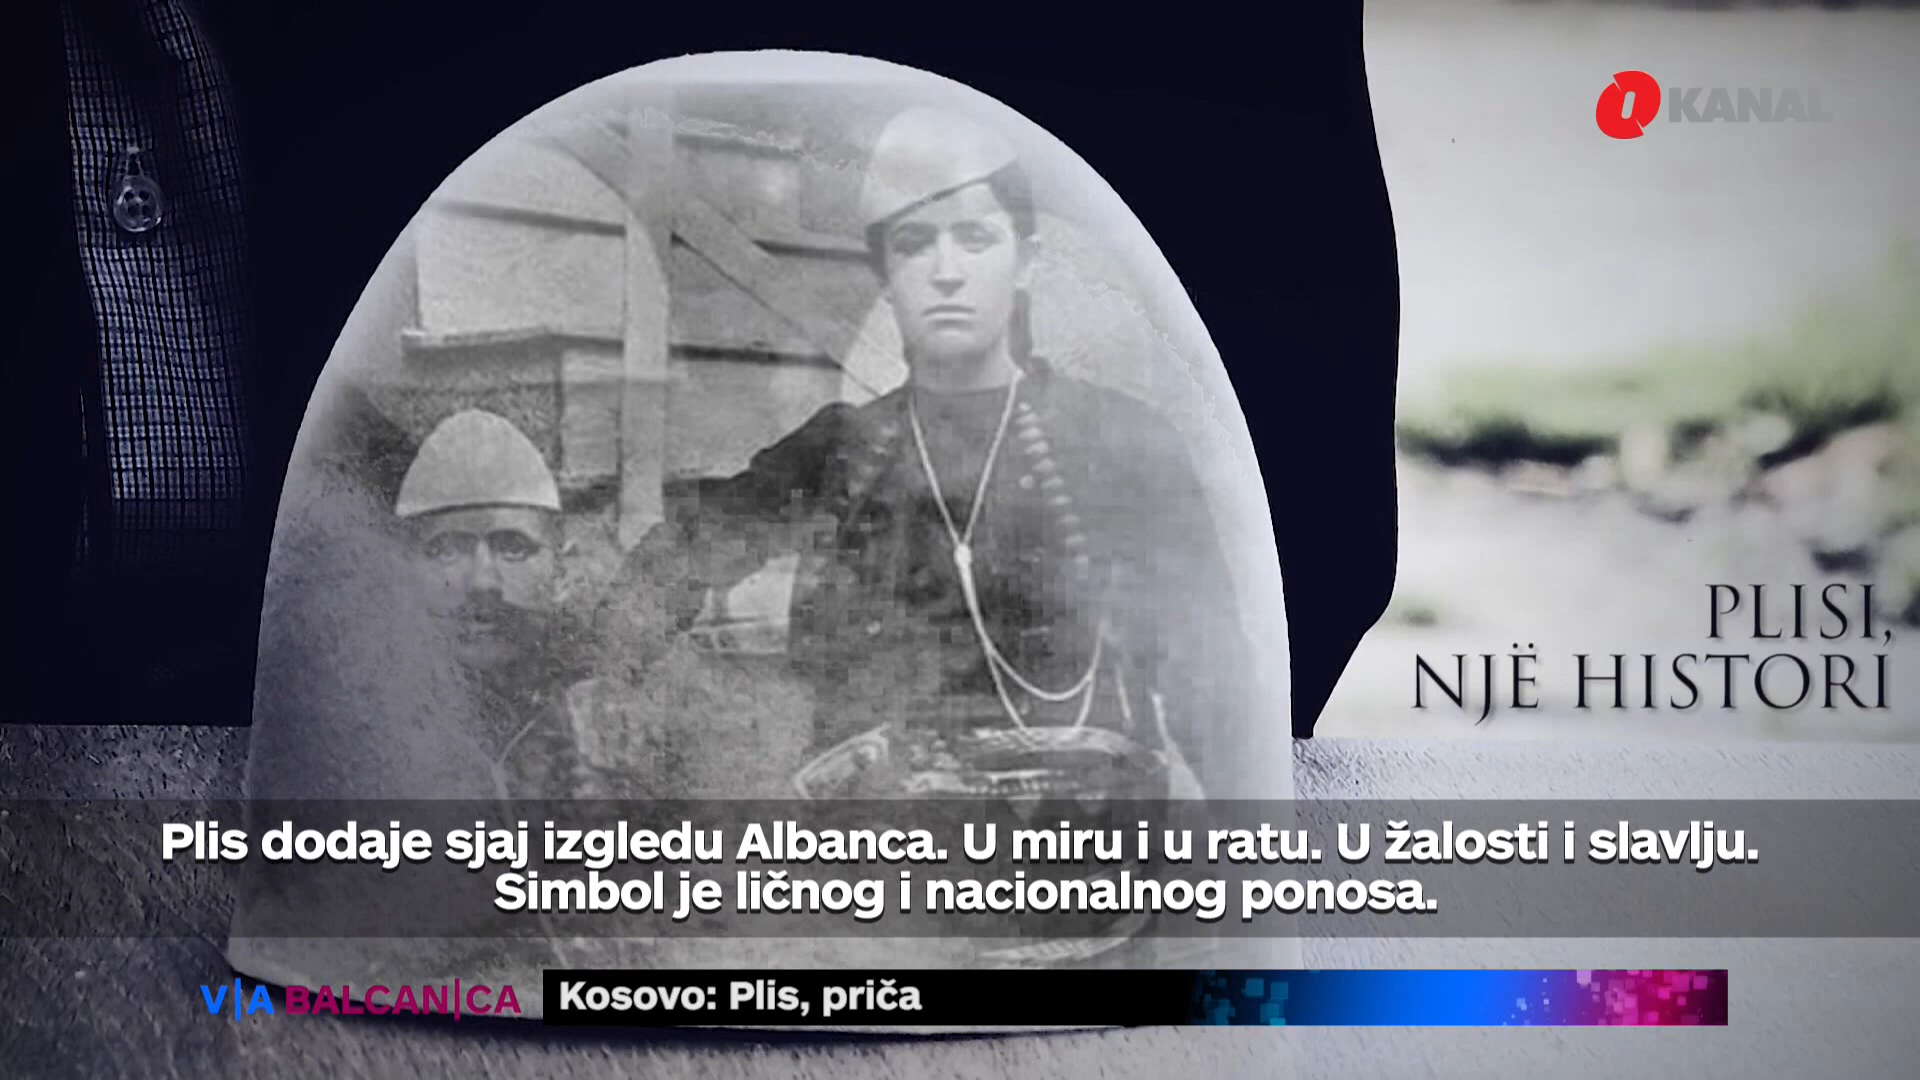 KANAL
PLISI,
NJË HISTORI
Plis dodaje sjaj izgledu Albanca. U miru i u ratu. U žalosti i slavlju.
Simbol je ličnog i nacionalnog ponosa.
V|A BALCAN|CA
Kosovo: Plis, priča